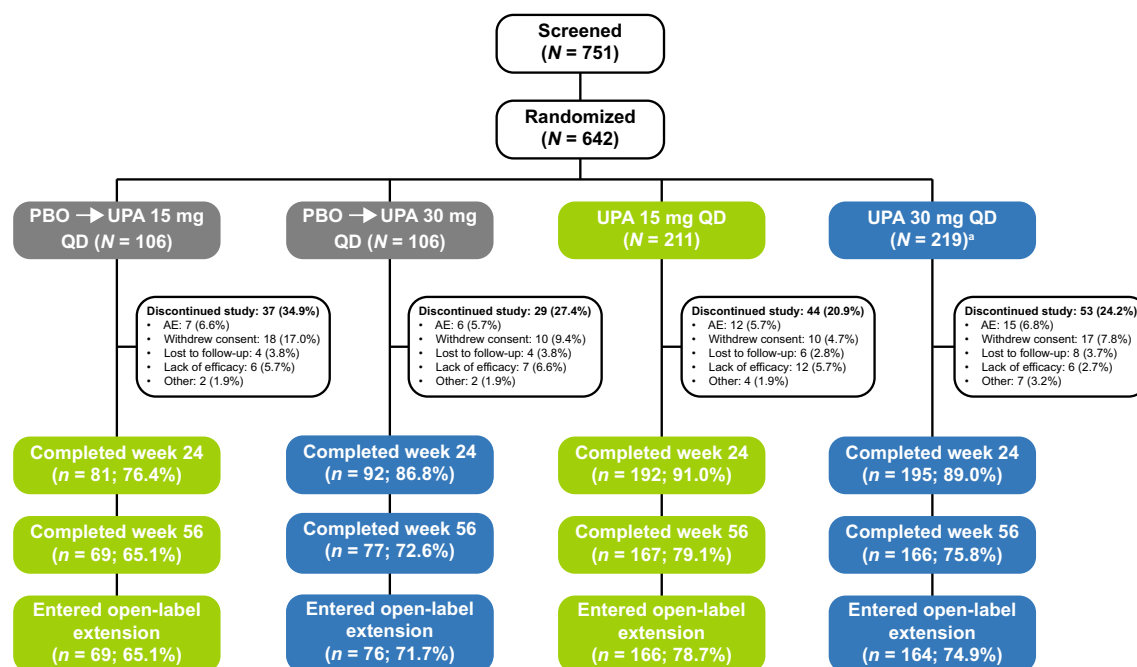 Screened
(N = 751)
Randomized
(N = 642)
PBO → UPA 15 mg
QD (N = 106)
PBO → UPA 30 mg
QD (N = 106)
UPA 15 mg QD
(N = 211)
UPA 30 mg QD
(N = 219)ᵃ
Discontinued study: 37 (34.9%)
• AE: 7 (6.6%)
• Withdrew consent: 18 (17.0%)
• Lost to follow-up: 4 (3.8%)
• Lack of efficacy: 6 (5.7%)
• Other: 2 (1.9%)
Discontinued study: 29 (27.4%)
• AE: 6 (5.7%)
• Withdrew consent: 10 (9.4%)
• Lost to follow-up: 4 (3.8%)
• Lack of efficacy: 7 (6.6%)
• Other: 2 (1.9%)
Discontinued study: 44 (20.9%)
• AE: 12 (5.7%)
• Withdrew consent: 10 (4.7%)
• Lost to follow-up: 6 (2.8%)
• Lack of efficacy: 12 (5.7%)
• Other: 4 (1.9%)
Discontinued study: 53 (24.2%)
• AE: 15 (6.8%)
• Withdrew consent: 17 (7.8%)
• Lost to follow-up: 8 (3.7%)
• Lack of efficacy: 6 (2.7%)
• Other: 7 (3.2%)
Completed week 24
(n = 81; 76.4%)
Completed week 24
(n = 92; 86.8%)
Completed week 24
(n = 192; 91.0%)
Completed week 24
(n = 195; 89.0%)
Completed week 56
(n = 69; 65.1%)
Completed week 56
(n = 77; 72.6%)
Completed week 56
(n = 167; 79.1%)
Completed week 56
(n = 166; 75.8%)
Entered open-label
extension
(n = 69; 65.1%)
Entered open-label
extension
(n = 76; 71.7%)
Entered open-label
extension
(n = 166; 78.7%)
Entered open-label
extension
(n = 164; 74.9%)